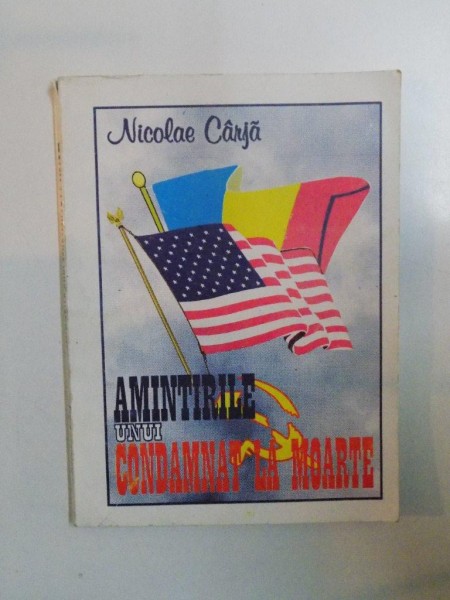 Nicolae Cârjă
AMINTIRILE
UNUI
CONDAMNAT LA MOARTE